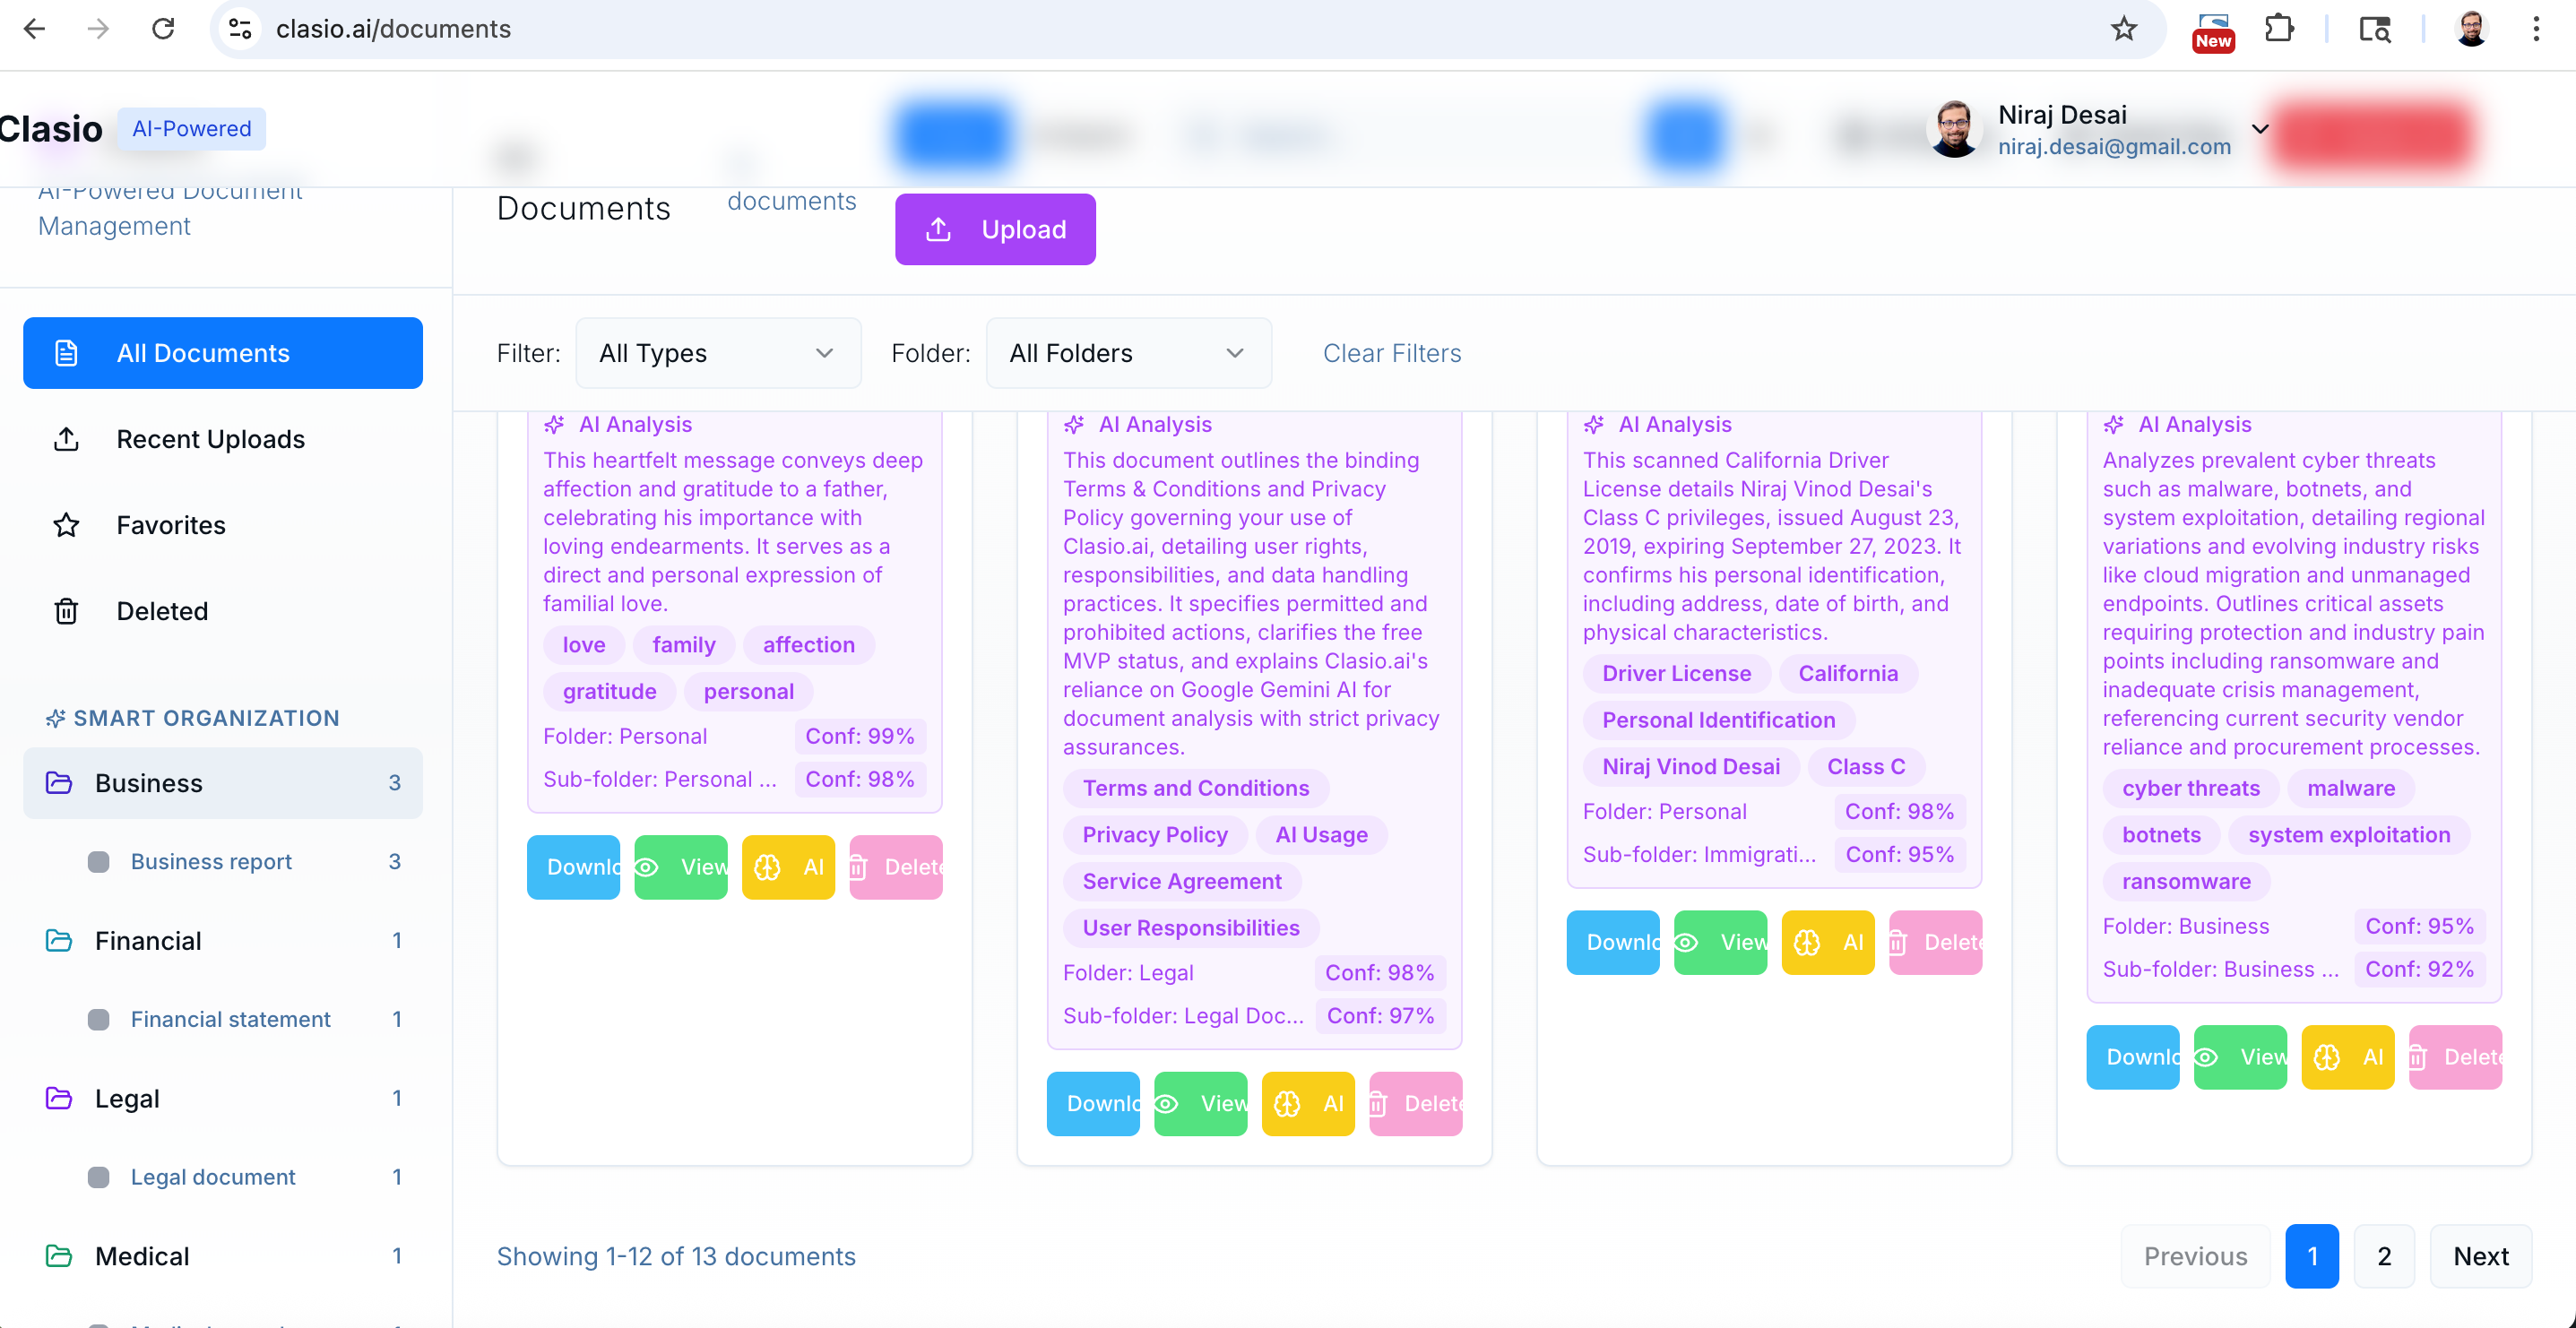 clasio.ai/documents
New
Clasio
AI-Powered
Niraj Desai
niraj.desai@gmail.com
AI-Powered Document
Management
Documents
documents
Upload
All Documents
Recent Uploads
Favorites
Deleted
SMART ORGANIZATION
Business 3
Business report 3
Financial 1
Financial statement 1
Legal 1
Legal document 1
Medical 1
Filter:
All Types
Folder:
All Folders
Clear Filters
AI Analysis
This heartfelt message conveys deep
affection and gratitude to a father,
celebrating his importance with
loving endearments. It serves as a
direct and personal expression of
familial love.
love family affection
gratitude personal
Folder: Personal Conf: 99%
Sub-folder: Personal ... Conf: 98%
Downlo View AI Delete
AI Analysis
This document outlines the binding
Terms & Conditions and Privacy
Policy governing your use of
Clasio.ai, detailing user rights,
responsibilities, and data handling
practices. It specifies permitted and
prohibited actions, clarifies the free
MVP status, and explains Clasio.ai's
reliance on Google Gemini AI for
document analysis with strict privacy
assurances.
Terms and Conditions
Privacy Policy AI Usage
Service Agreement
User Responsibilities
Folder: Legal Conf: 98%
Sub-folder: Legal Doc... Conf: 97%
Downlo View AI Delete
AI Analysis
This scanned California Driver
License details Niraj Vinod Desai's
Class C privileges, issued August 23,
2019, expiring September 27, 2023. It
confirms his personal identification,
including address, date of birth, and
physical characteristics.
Driver License California
Personal Identification
Niraj Vinod Desai Class C
Folder: Personal Conf: 98%
Sub-folder: Immigrati... Conf: 95%
Downlo View AI Delete
AI Analysis
Analyzes prevalent cyber threats
such as malware, botnets, and
system exploitation, detailing regional
variations and evolving industry risks
like cloud migration and unmanaged
endpoints. Outlines critical assets
requiring protection and industry pain
points including ransomware and
inadequate crisis management,
referencing current security vendor
reliance and procurement processes.
cyber threats malware
botnets system exploitation
ransomware
Folder: Business Conf: 95%
Sub-folder: Business ... Conf: 92%
Downlo View AI Delete
Showing 1-12 of 13 documents
Previous 1 2 Next